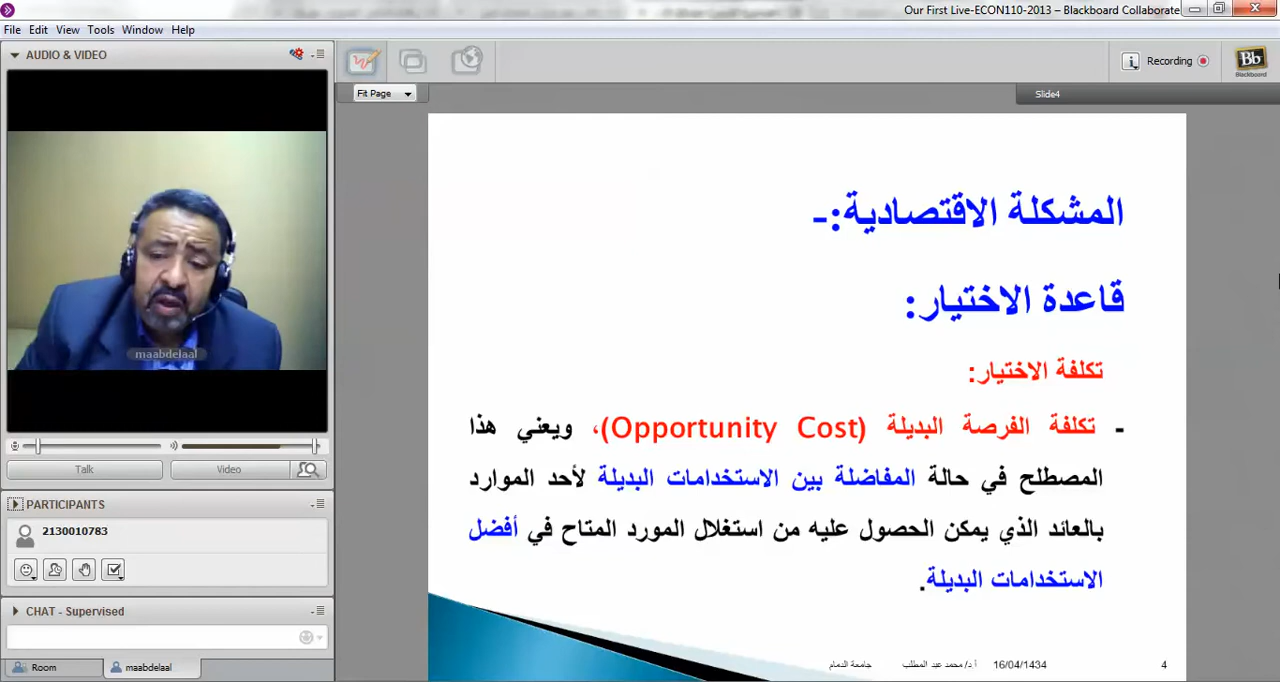 Our First Live-ECON110-2013 – Blackboard Collaborate
File Edit View Tools Window Help
AUDIO & VIDEO
Recording
Bb
Blackboard
Fit Page
Slide4
maabdelaal
Talk Video
PARTICIPANTS
2130010783
CHAT - Supervised
Room maabdelaal
المشكلة الاقتصادية:-
قاعدة الاختيار:
تكلفة الاختيار:
- تكلفة الفرصة البديلة (Opportunity Cost)، ويعني هذا
المصطلح في حالة المفاضلة بين الاستخدامات البديلة لأحد الموارد
بالعائد الذي يمكن الحصول عليه من استغلال المورد المتاح في أفضل
الاستخدامات البديلة.
16/04/1434 أ.د/ محمد عبد المطلب جامعة الدمام 4